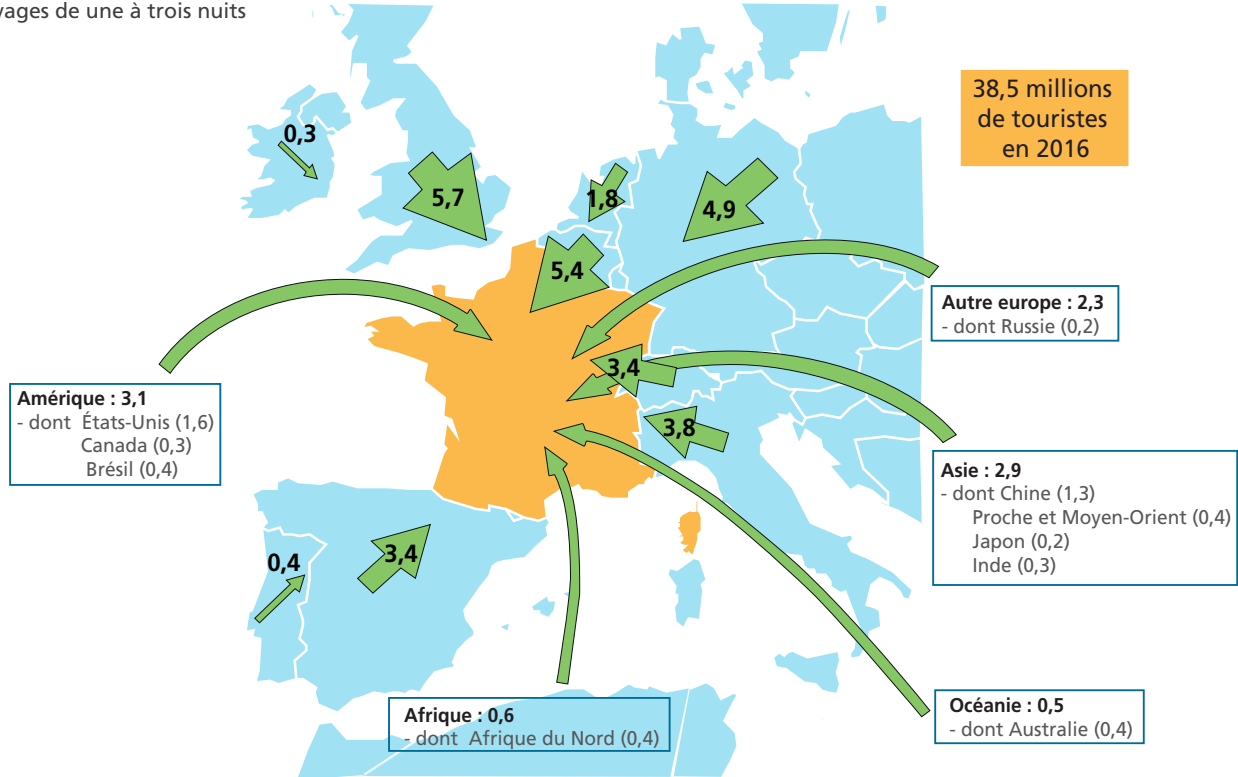 yages de une à trois nuits
38,5 millions
de touristes
en 2016
0,3
5,7
1,8
4,9
5,4
Autre europe : 2,3
- dont Russie (0,2)
3,4
Amérique : 3,1
- dont États-Unis (1,6)
Canada (0,3)
Brésil (0,4)
3,8
Asie : 2,9
- dont Chine (1,3)
Proche et Moyen-Orient (0,4)
Japon (0,2)
Inde (0,3)
0,4
3,4
Afrique : 0,6
- dont Afrique du Nord (0,4)
Océanie : 0,5
- dont Australie (0,4)